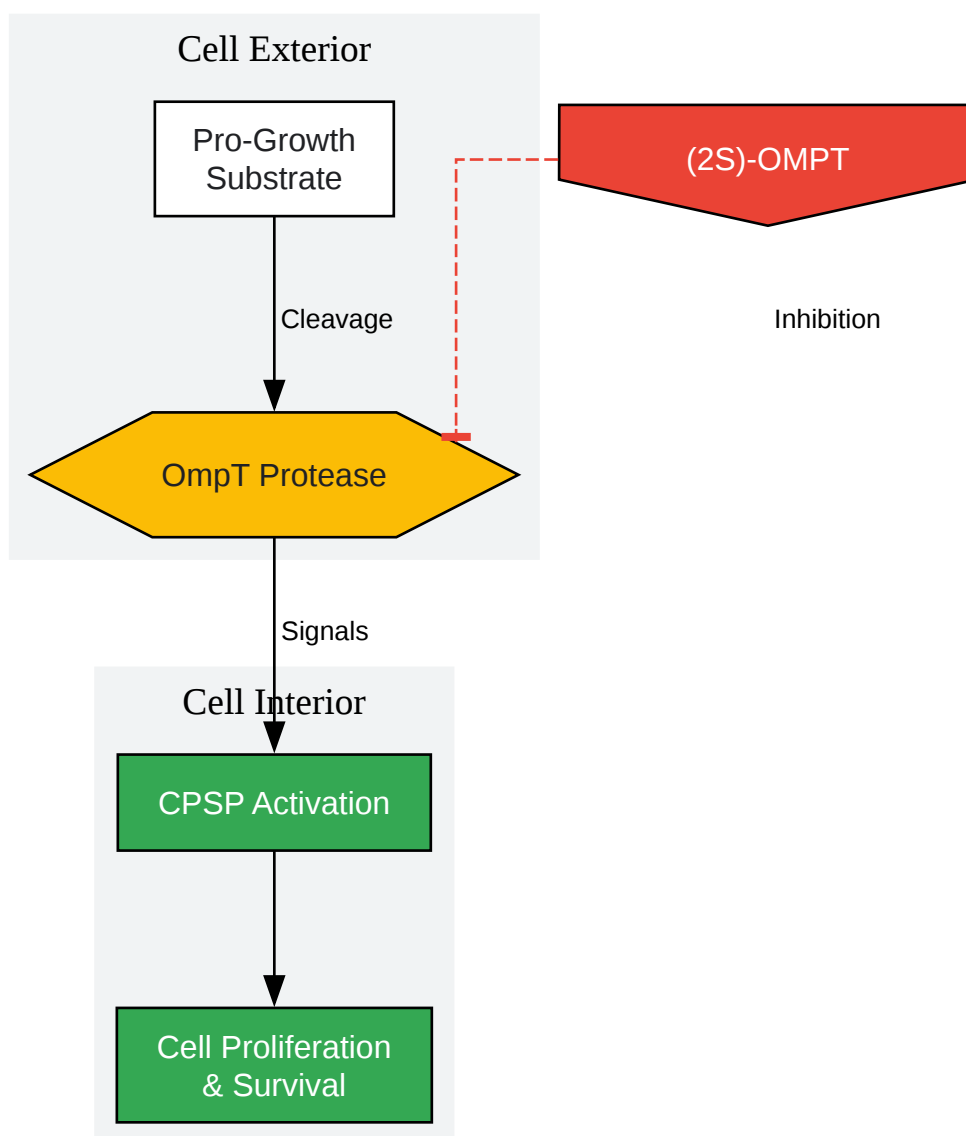 Cell Exterior
Pro-Growth
Substrate
(2S)-OMPT
Cleavage
Inhibition
OmpT Protease
Signals
Cell Interior
CPSP Activation
Cell Proliferation
& Survival